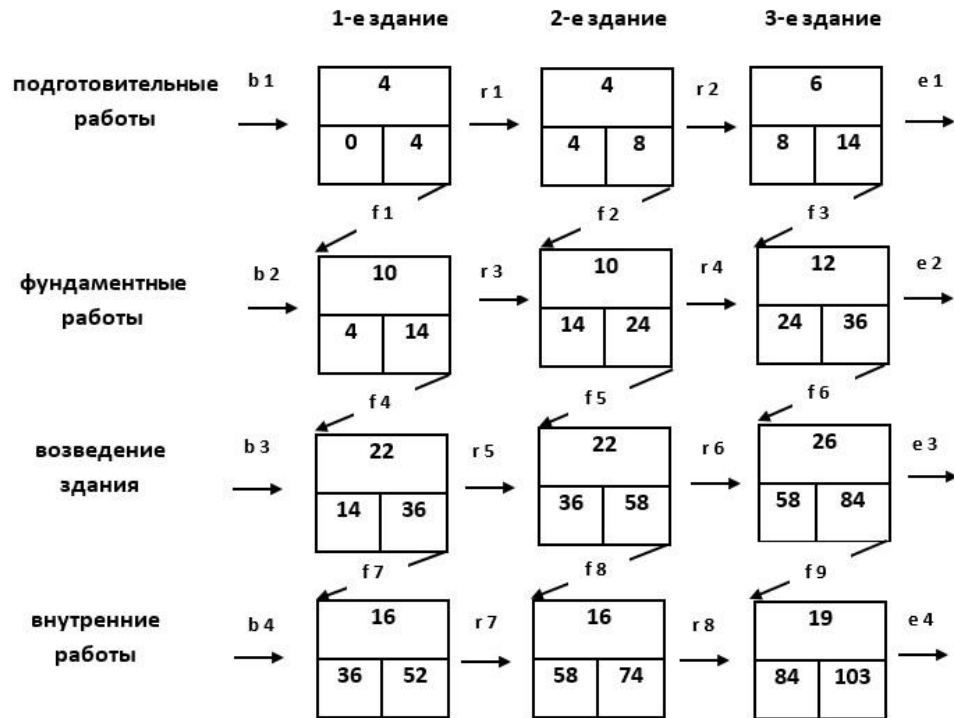 1-е здание 2-е здание 3-е здание
подготовительные b 1 4 r 1 4 r 2 6 e 1
работы 0 4 4 8 8 14
f 1 f 2 f 3
фундаментные b 2 10 r 3 10 r 4 12 e 2
работы 4 14 14 24 24 36
f 4 f 5 f 6
возведение b 3 22 r 5 22 r 6 26 e 3
здания 14 36 36 58 58 84
f 7 f 8 f 9
внутренние b 4 16 r 7 16 r 8 19 e 4
работы 36 52 58 74 84 103